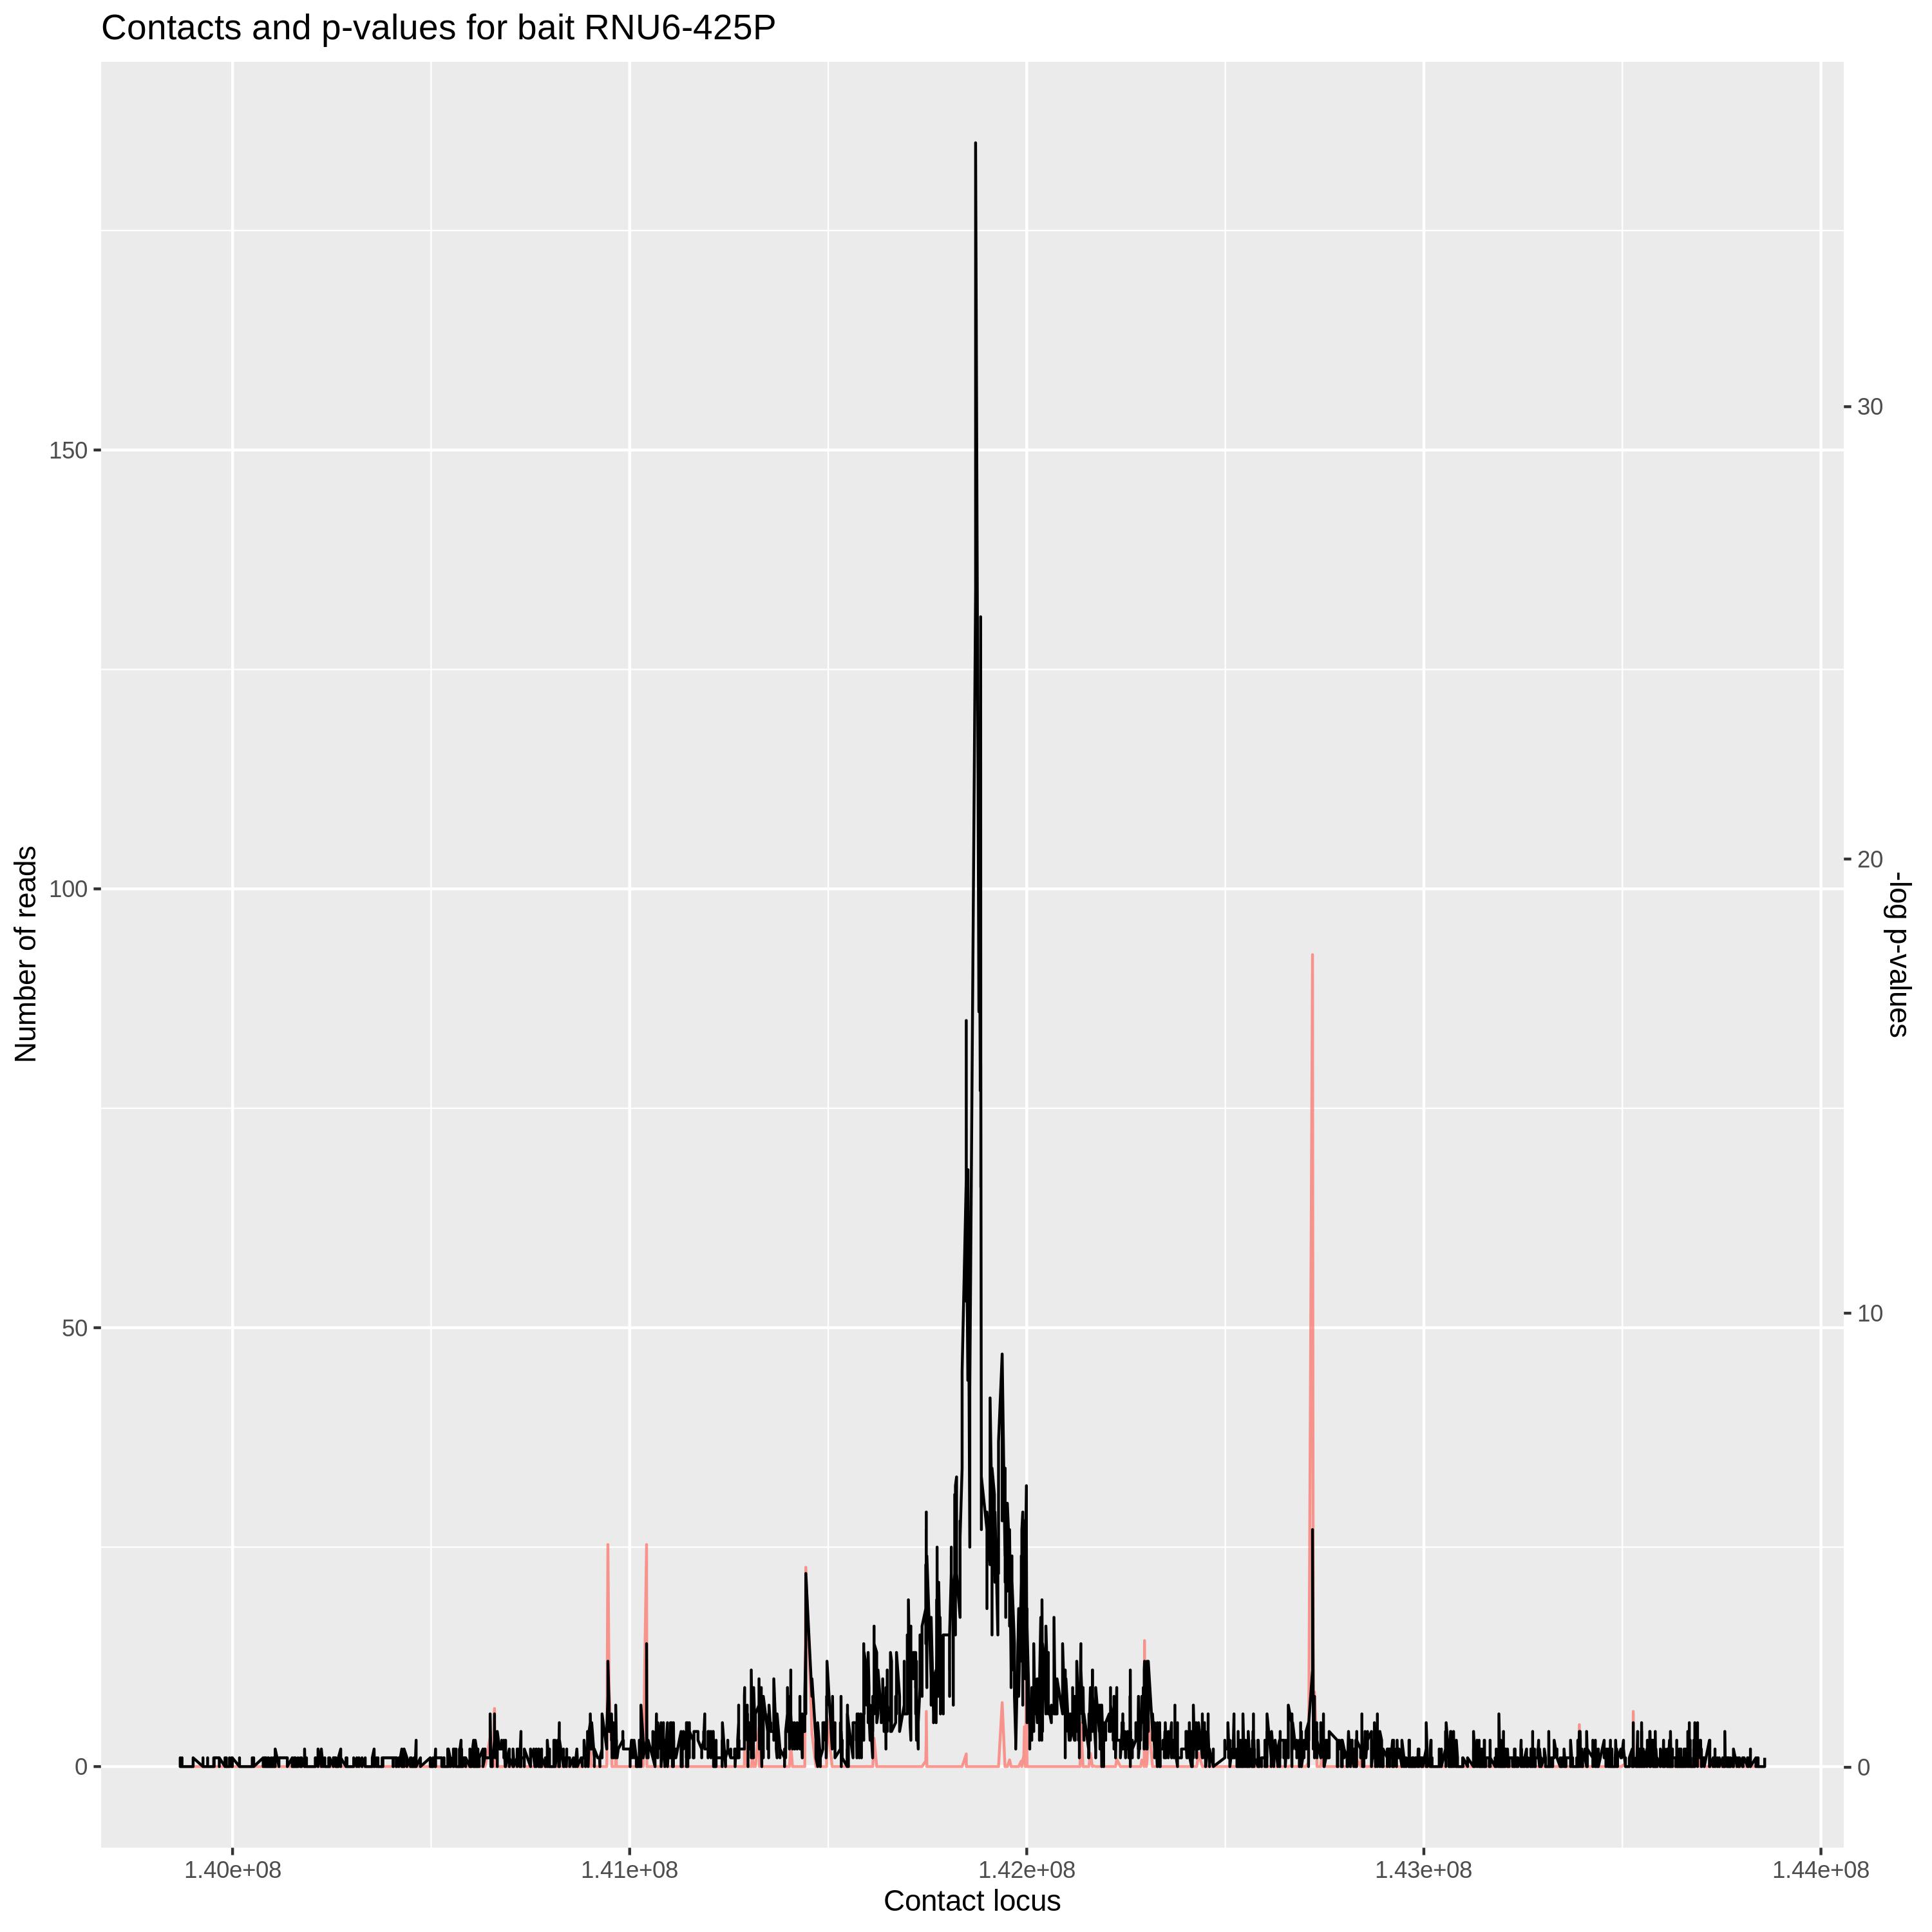 Contacts and p-values for bait RNU6-425P
Number of reads
150
100
50
0
30
20
10
0
-log p-values
1.40e+08
1.41e+08
1.42e+08
1.43e+08
1.44e+08
Contact locus